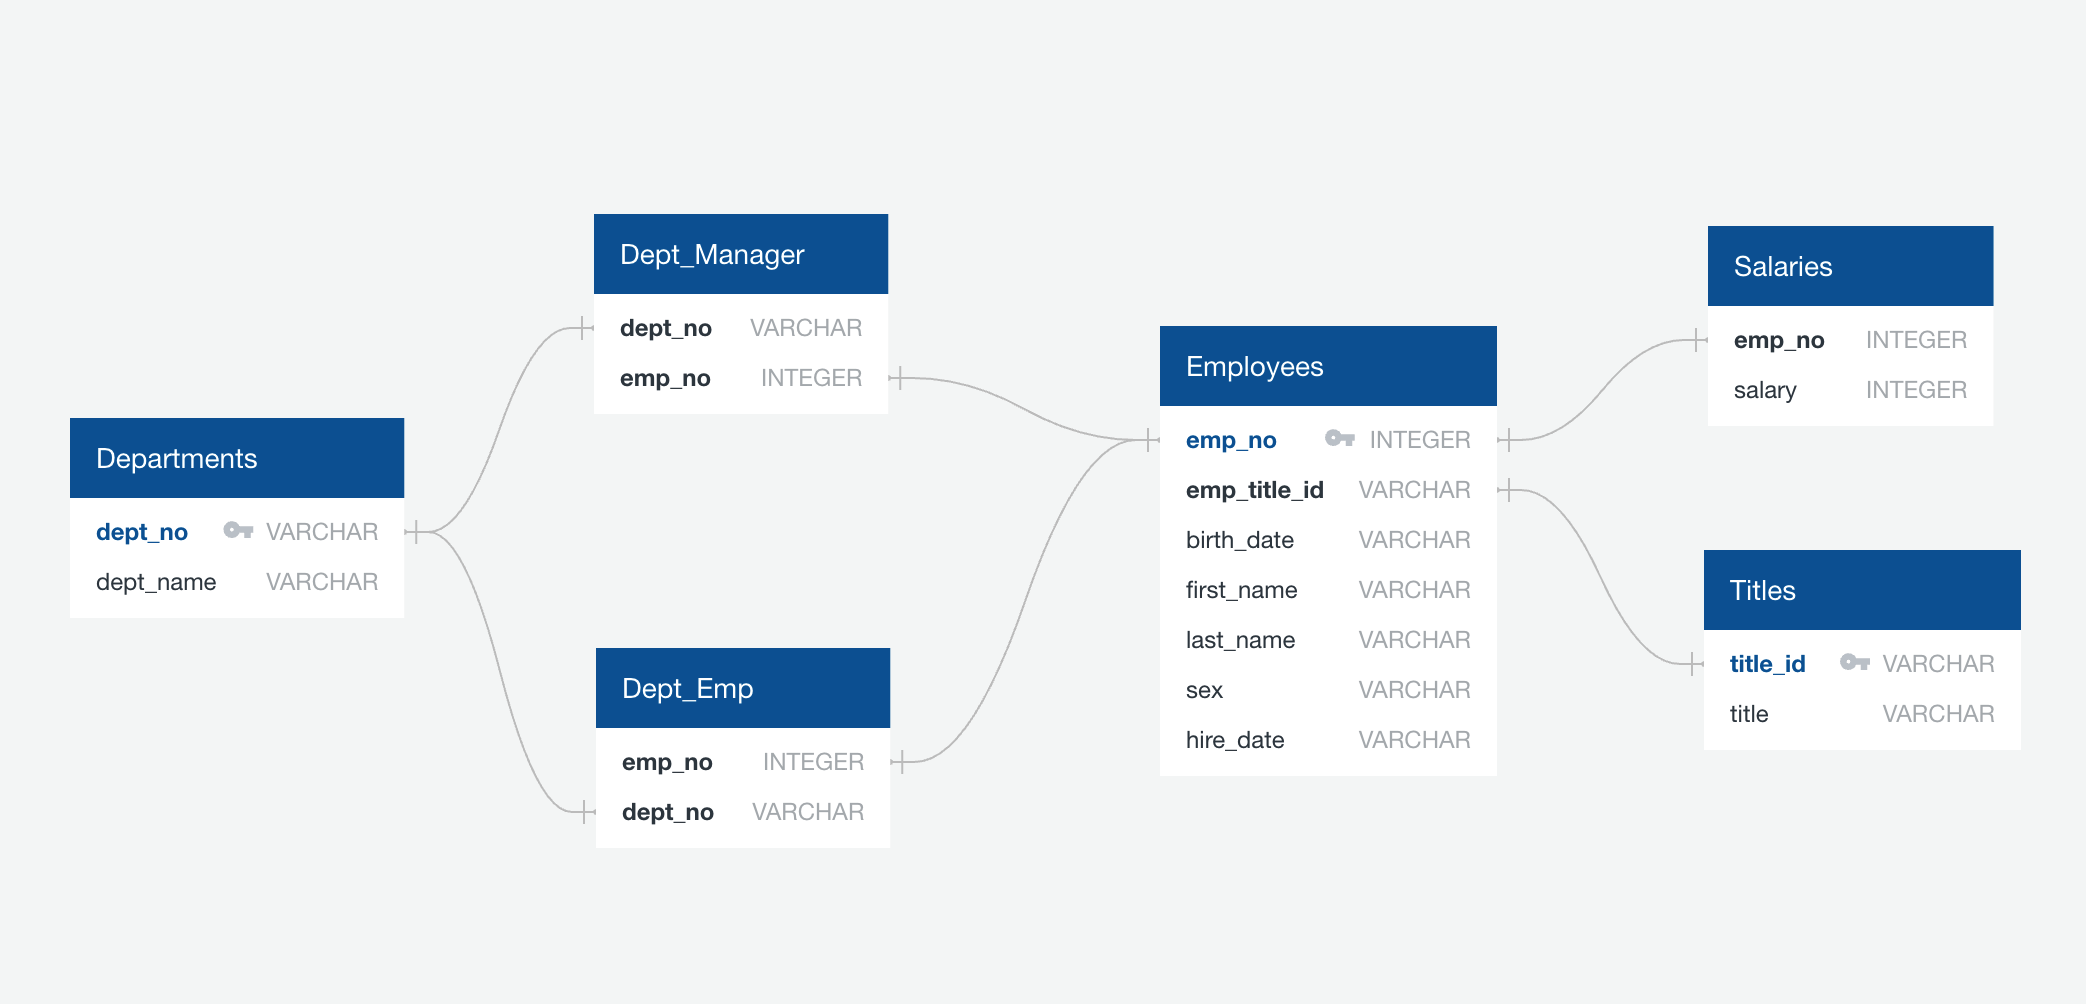 Departments
dept_no VARCHAR
dept_name VARCHAR
Dept_Manager
dept_no VARCHAR
emp_no INTEGER
Dept_Emp
emp_no INTEGER
dept_no VARCHAR
Employees
emp_no INTEGER
emp_title_id VARCHAR
birth_date VARCHAR
first_name VARCHAR
last_name VARCHAR
sex VARCHAR
hire_date VARCHAR
Salaries
emp_no INTEGER
salary INTEGER
Titles
title_id VARCHAR
title VARCHAR